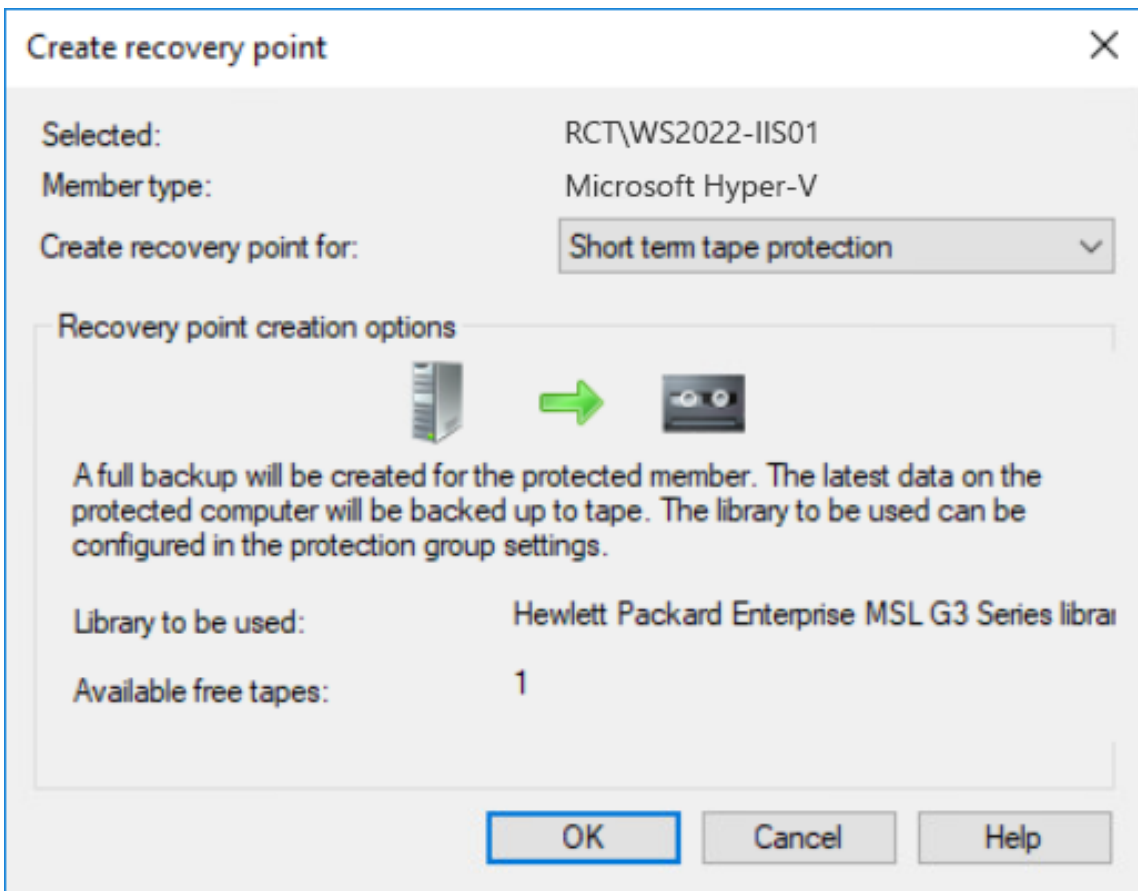 Create recovery point
Selected: RCT\WS2022-IIS01
Member type: Microsoft Hyper-V
Create recovery point for: Short term tape protection
Recovery point creation options
A full backup will be created for the protected member. The latest data on the
protected computer will be backed up to tape. The library to be used can be
configured in the protection group settings.
Library to be used: Hewlett Packard Enterprise MSL G3 Series librar
Available free tapes: 1
OK Cancel Help